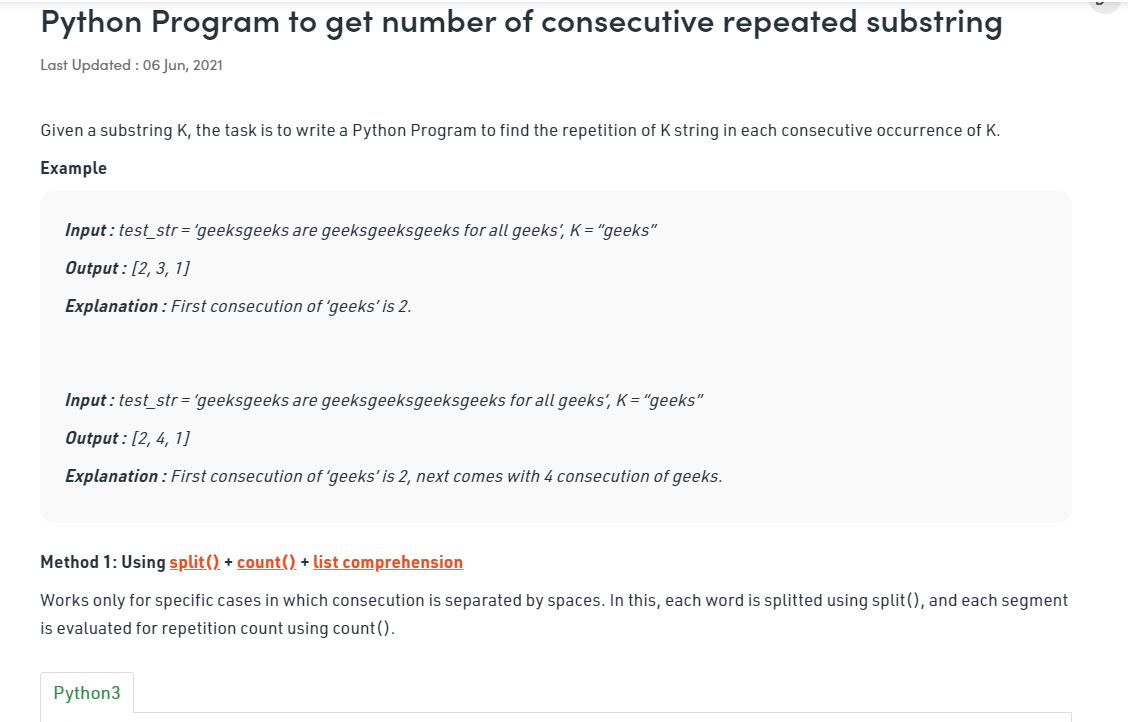 Python Program to get number of consecutive repeated substring
Last Updated : 06 Jun, 2021
Given a substring K, the task is to write a Python Program to find the repetition of K string in each consecutive occurrence of K.
Example
Input : test_str = 'geeksgeeks are geeksgeeksgeeks for all geeks', K = “geeks”
Output : [2, 3, 1]
Explanation : First consecution of 'geeks' is 2.
Input : test_str = 'geeksgeeks are geeksgeeksgeeksgeeks for all geeks', K = “geeks”
Output : [2, 4, 1]
Explanation : First consecution of 'geeks' is 2, next comes with 4 consecution of geeks.
Method 1: Using split() + count() + list comprehension
Works only for specific cases in which consecution is separated by spaces. In this, each word is splitted using split(), and each segment
is evaluated for repetition count using count().
Python3